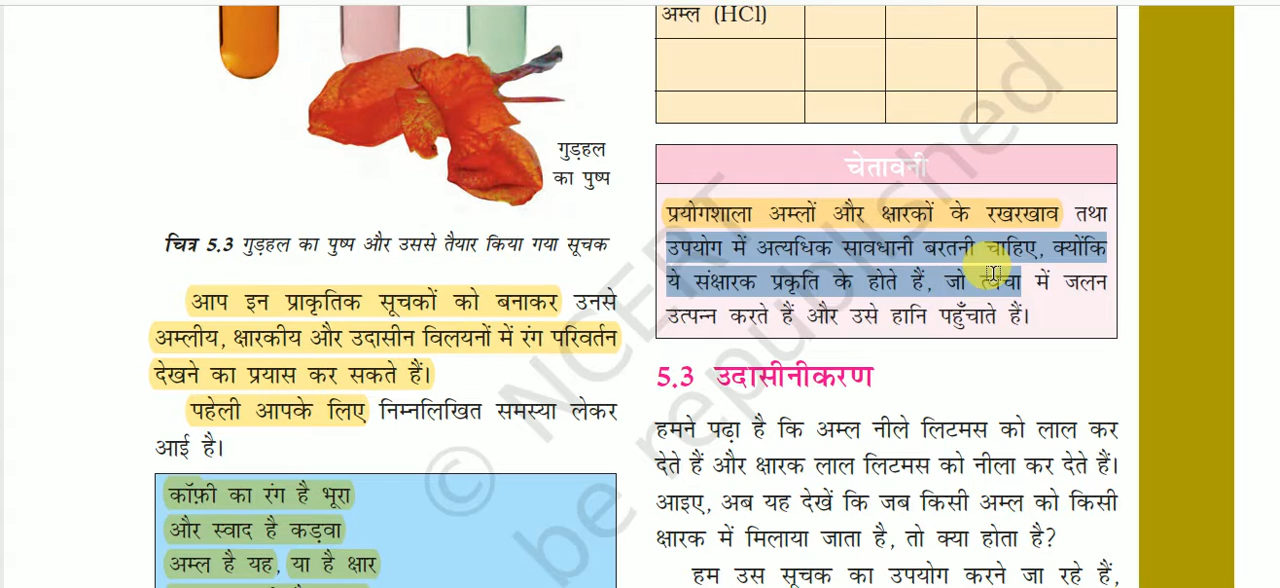 गुड़हल
का पुष्प
चित्र 5.3 गुड़हल का पुष्प और उससे तैयार किया गया सूचक
आप इन प्राकृतिक सूचकों को बनाकर उनसे
अम्लीय, क्षारकीय और उदासीन विलयनों में रंग परिवर्तन
देखने का प्रयास कर सकते हैं।
पहेली आपके लिए निम्नलिखित समस्या लेकर
आई है।
कॉफ़ी का रंग है भूरा
और स्वाद है कड़वा
अम्ल है यह, या है क्षार
अम्ल (HCl)
चेतावनी
प्रयोगशाला अम्लों और क्षारकों के रखरखाव तथा
उपयोग में अत्यधिक सावधानी बरतनी चाहिए, क्योंकि
ये संक्षारक प्रकृति के होते हैं, जो त्वचा में जलन
उत्पन्न करते हैं और उसे हानि पहुँचाते हैं।
5.3 उदासीनीकरण
हमने पढ़ा है कि अम्ल नीले लिटमस को लाल कर
देते हैं और क्षारक लाल लिटमस को नीला कर देते हैं।
आइए, अब यह देखें कि जब किसी अम्ल को किसी
क्षारक में मिलाया जाता है, तो क्या होता है?
हम उस सूचक का उपयोग करने जा रहे हैं,
© NCERT
be republished